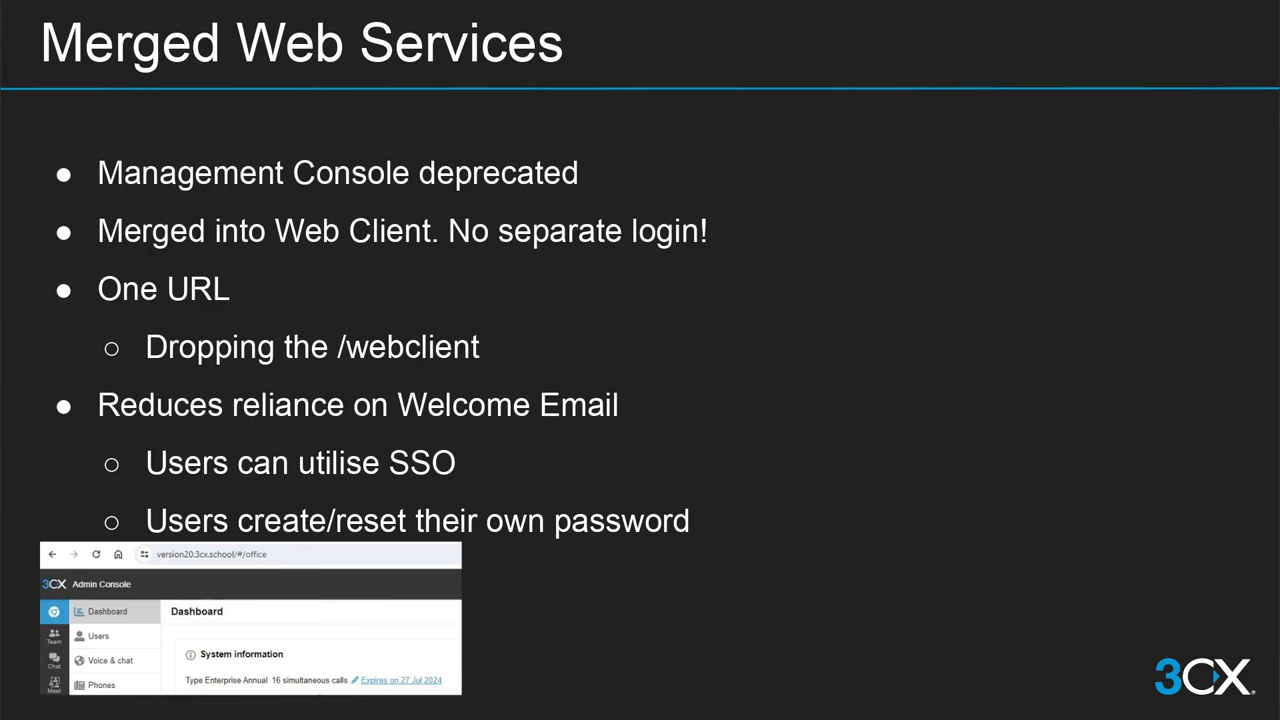 Merged Web Services
● Management Console deprecated
● Merged into Web Client. No separate login!
● One URL
○ Dropping the /webclient
● Reduces reliance on Welcome Email
○ Users can utilise SSO
○ Users create/reset their own password
version20.3cx.school/#/office
3CX Admin Console
Dashboard
Dashboard
Team
Users
System information
Chat
Voice & chat
Type Enterprise Annual 16 simultaneous calls Expires on 27 Jul 2024
Meet
Phones
3CX®